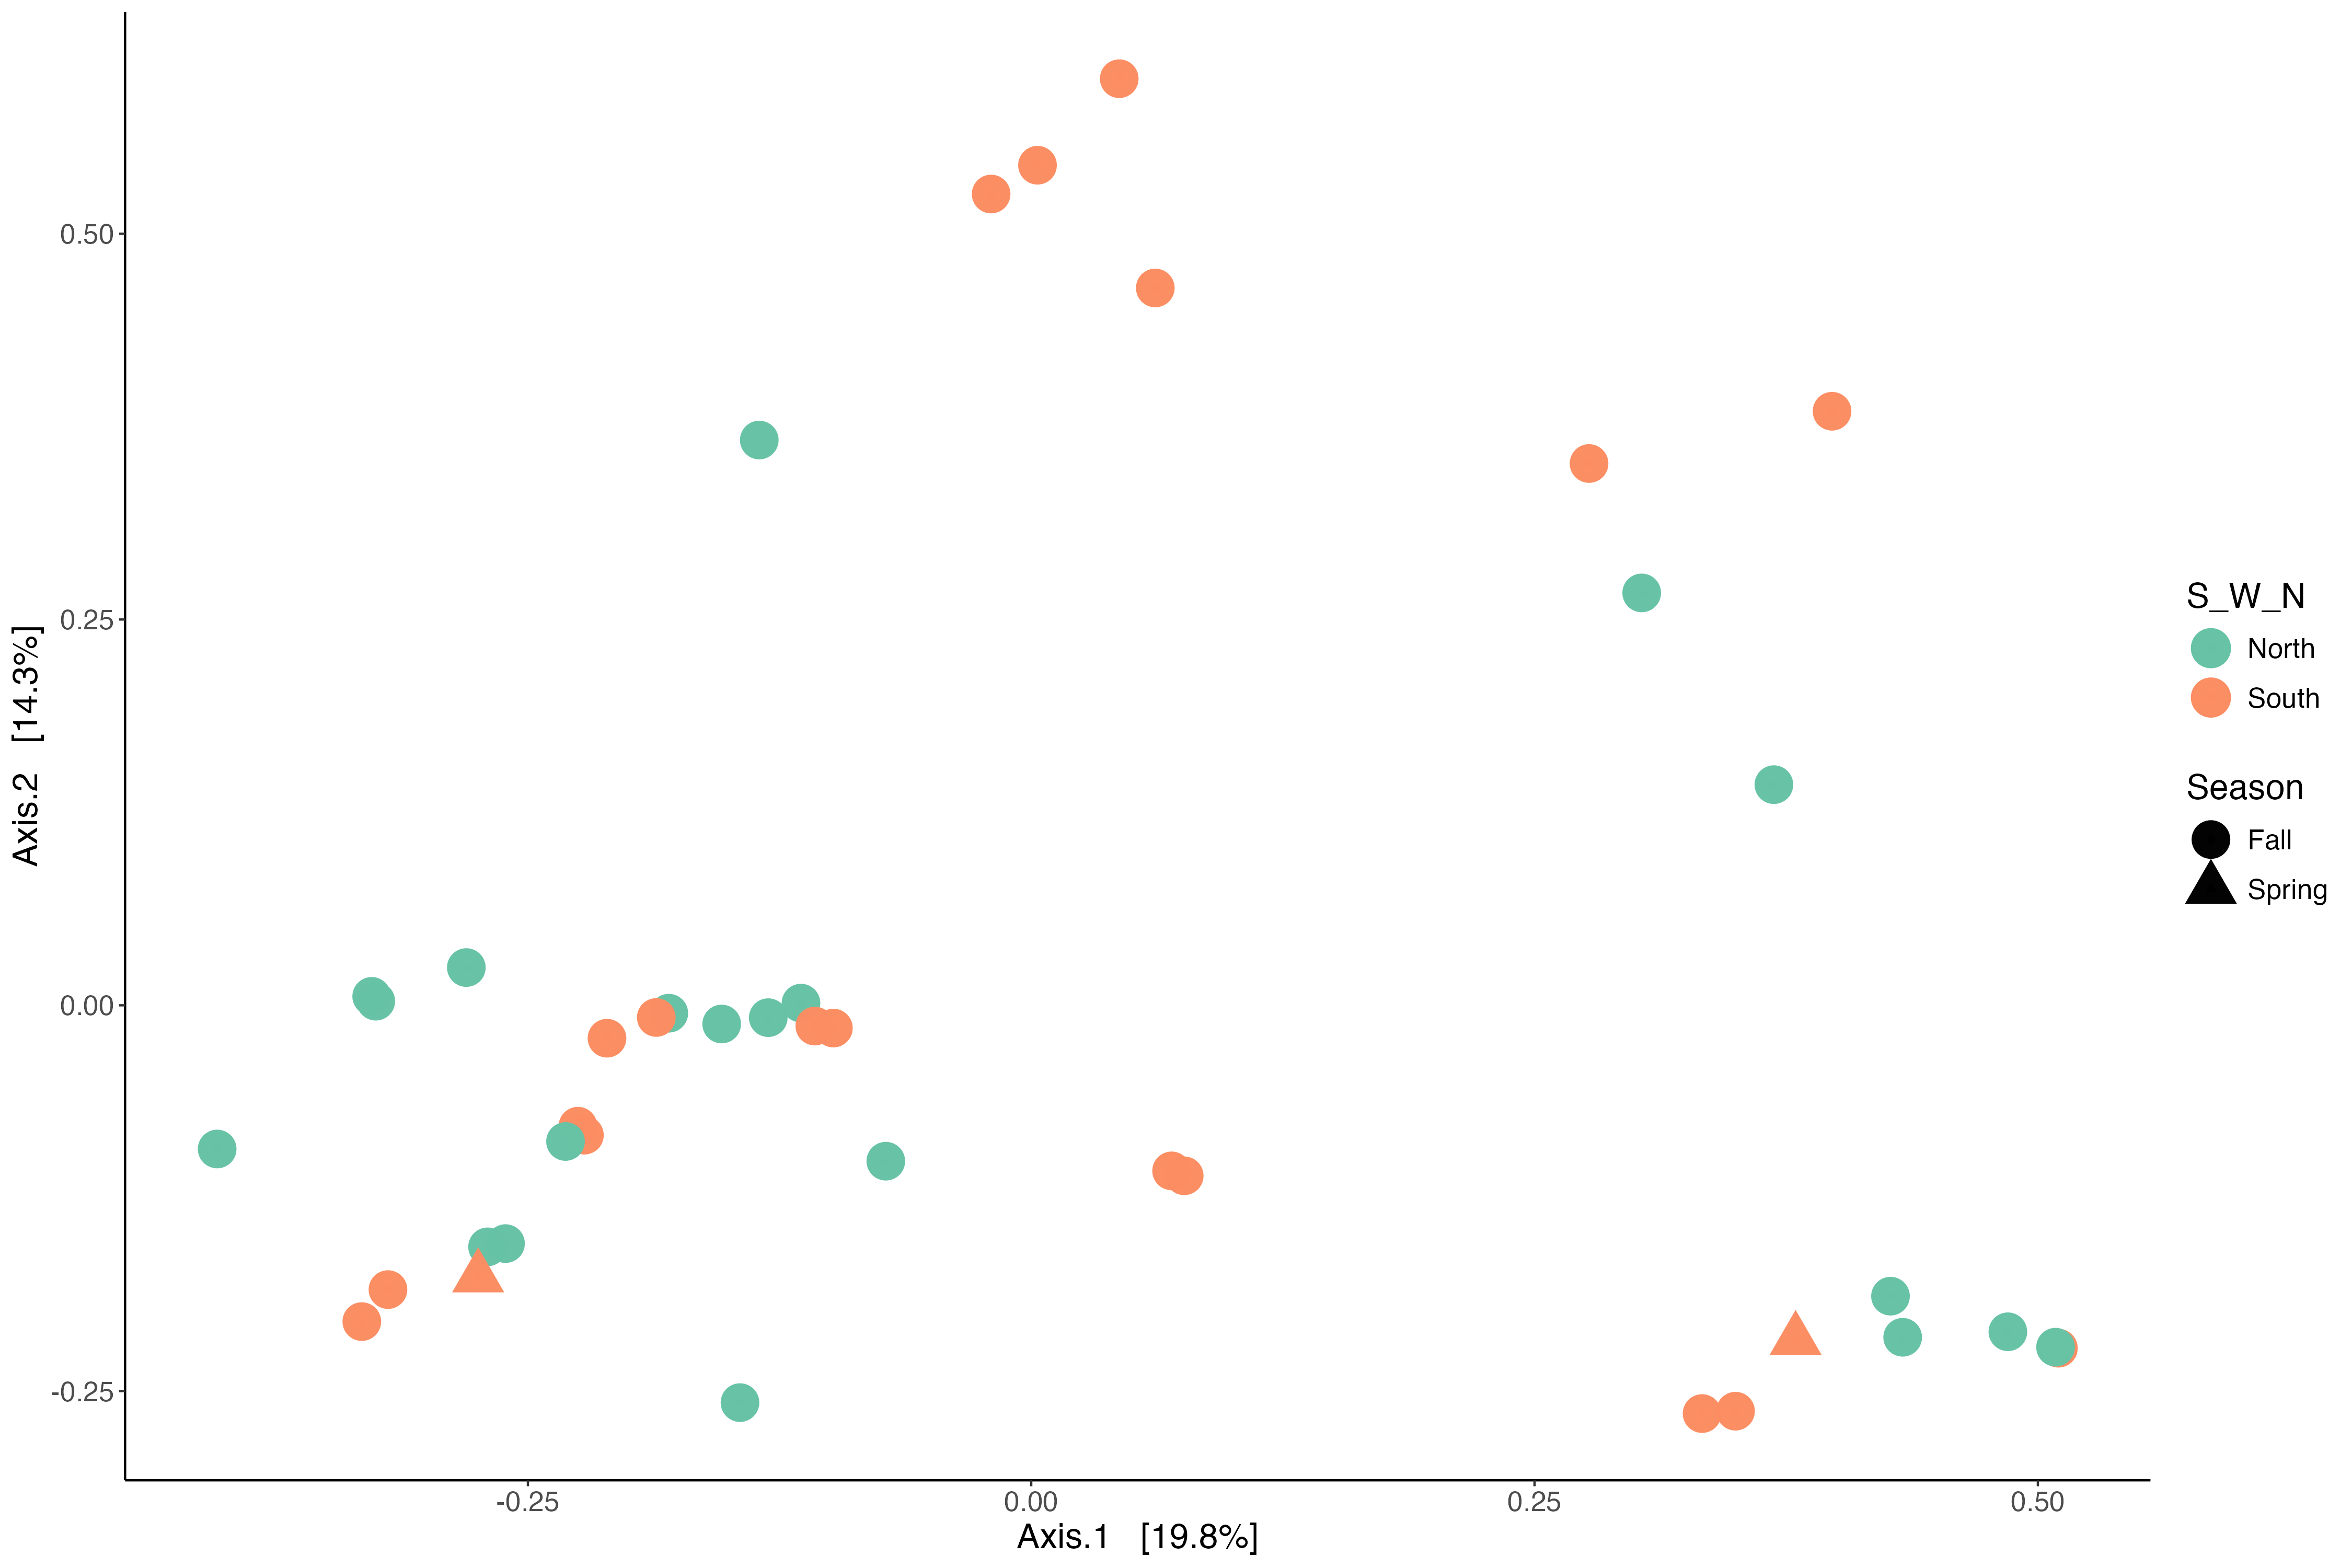 0.50
0.25
0.00
-0.25
Axis.2 [14.3%]
-0.25
0.00
0.25
0.50
Axis.1 [19.8%]
S_W_N
North
South
Season
Fall
Spring